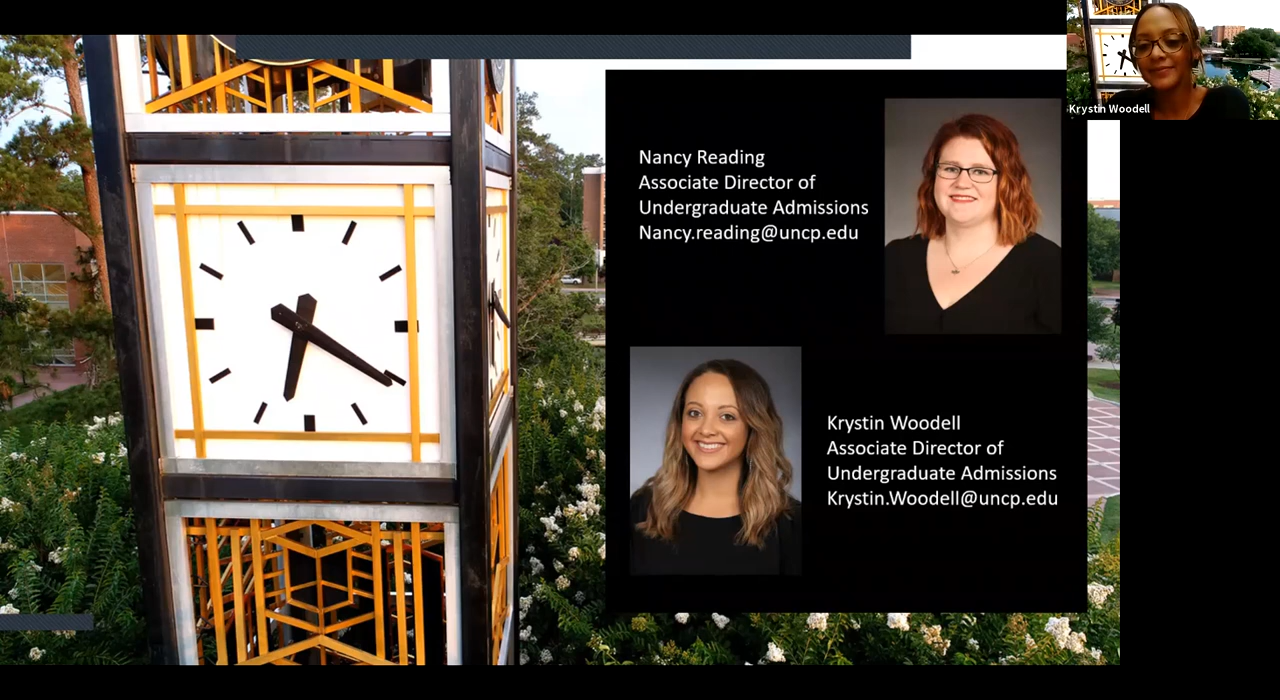 Krystin Woodell
Nancy Reading
Associate Director of
Undergraduate Admissions
Nancy.reading@uncp.edu
Krystin Woodell
Associate Director of
Undergraduate Admissions
Krystin.Woodell@uncp.edu